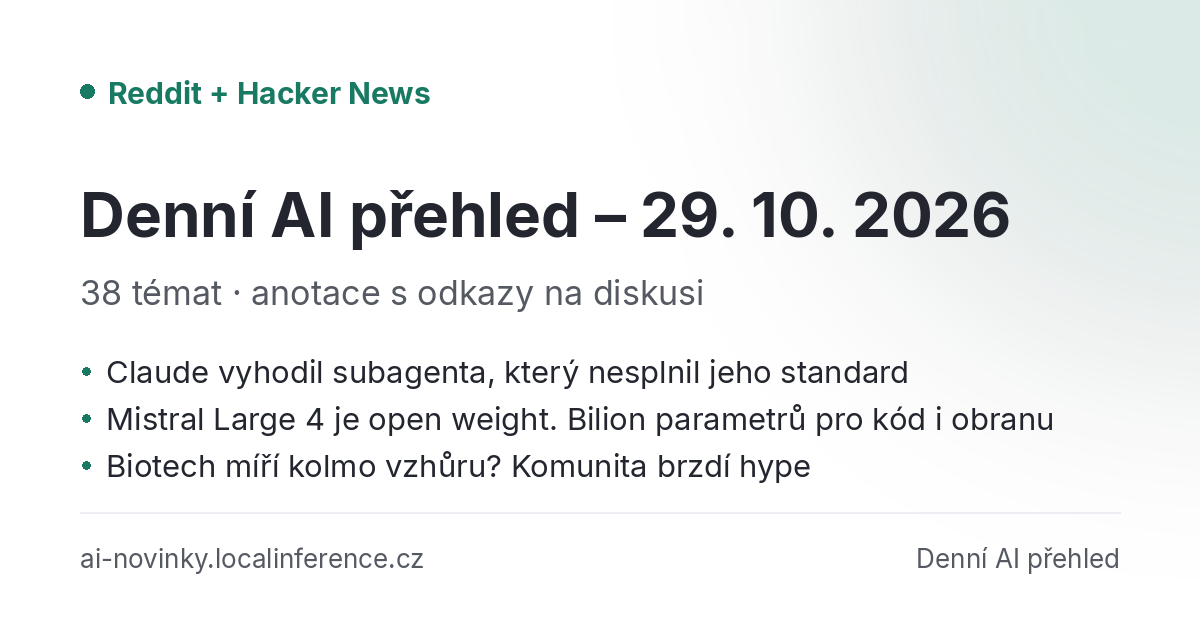 Reddit + Hacker News
Denní AI přehled – 29. 10. 2026
38 témat · anotace s odkazy na diskusi
• Claude vyhodil subagenta, který nesplnil jeho standard
• Mistral Large 4 je open weight. Bilion parametrů pro kód i obranu
• Biotech míří kolmo vzhůru? Komunita brzdí hype
ai-novinky.localinference.cz
Denní AI přehled